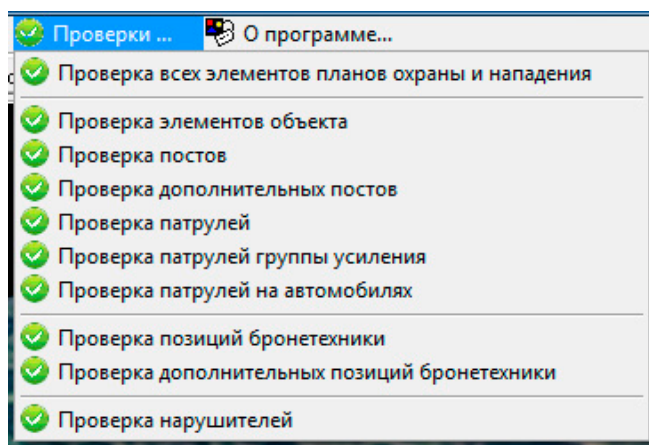 Проверки ... О программе...
Проверка всех элементов планов охраны и нападения
Проверка элементов объекта
Проверка постов
Проверка дополнительных постов
Проверка патрулей
Проверка патрулей группы усиления
Проверка патрулей на автомобилях
Проверка позиций бронетехники
Проверка дополнительных позиций бронетехники
Проверка нарушителей